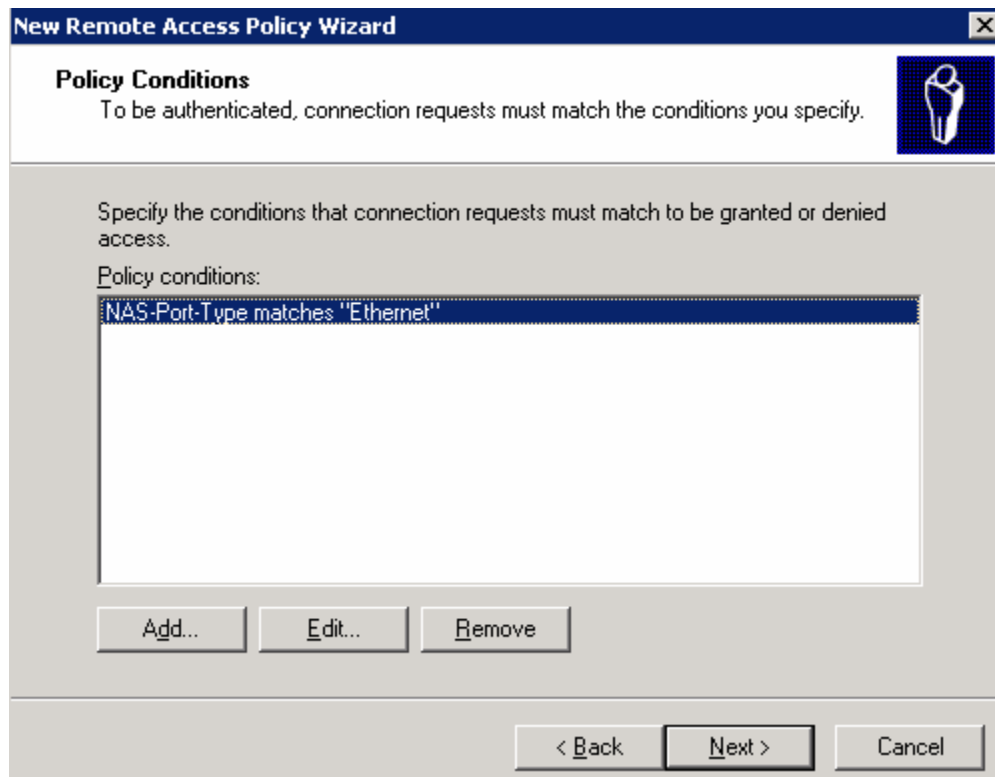 New Remote Access Policy Wizard
Policy Conditions
To be authenticated, connection requests must match the conditions you specify.
Specify the conditions that connection requests must match to be granted or denied
access.
Policy conditions:
NAS-Port-Type matches "Ethernet"
Add... Edit... Remove
< Back Next > Cancel